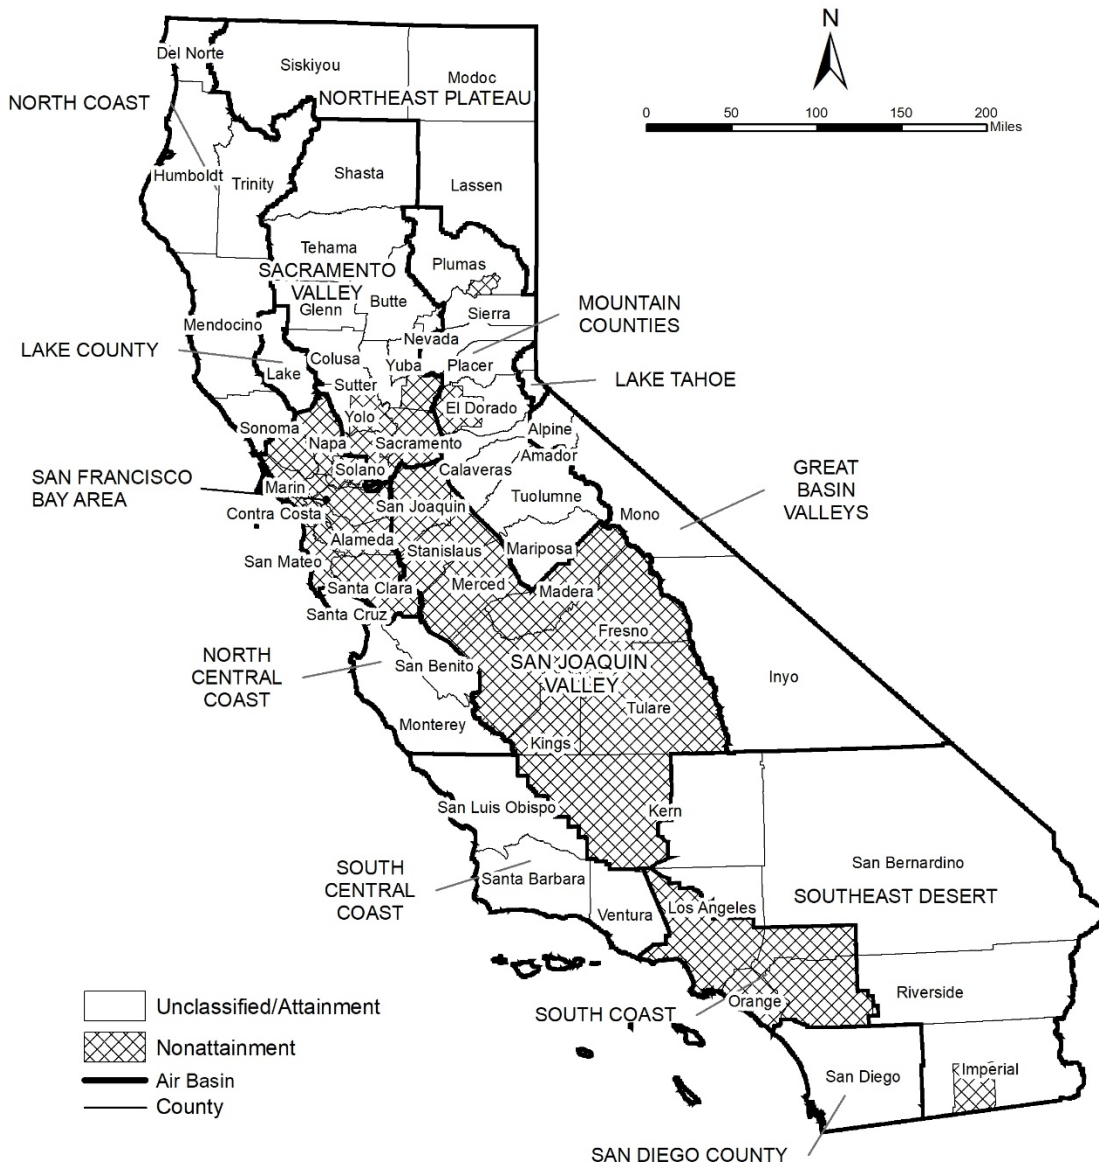 N
0 50 100 150 200
Miles
Del Norte
Siskiyou
Modoc
NORTH COAST
NORTHEAST PLATEAU
Humboldt
Trinity
Shasta
Lassen
Tehama
SACRAMENTO
VALLEY
Plumas
Butte
Glenn
Sierra
MOUNTAIN
COUNTIES
Mendocino
Nevada
LAKE COUNTY
Colusa
Yuba
Placer
Lake
LAKE TAHOE
Sutter
El Dorado
Yolo
Sonoma
Napa
Sacramento
Alpine
Amador
Solano
Calaveras
SAN FRANCISCO
BAY AREA
Marin
GREAT
BASIN
VALLEYS
Tuolumne
Contra Costa
San Joaquin
Mono
Alameda
Stanislaus
Mariposa
San Mateo
Santa Clara
Merced
Madera
Santa Cruz
Fresno
NORTH
CENTRAL
COAST
San Benito
SAN JOAQUIN
VALLEY
Inyo
Tulare
Monterey
Kings
San Luis Obispo
Kern
San Bernardino
SOUTH
CENTRAL
COAST
Santa Barbara
SOUTHEAST DESERT
Ventura
Los Angeles
Riverside
Orange
SOUTH COAST
Unclassified/Attainment
Nonattainment
Air Basin
County
San Diego
Imperial
SAN DIEGO COUNTY